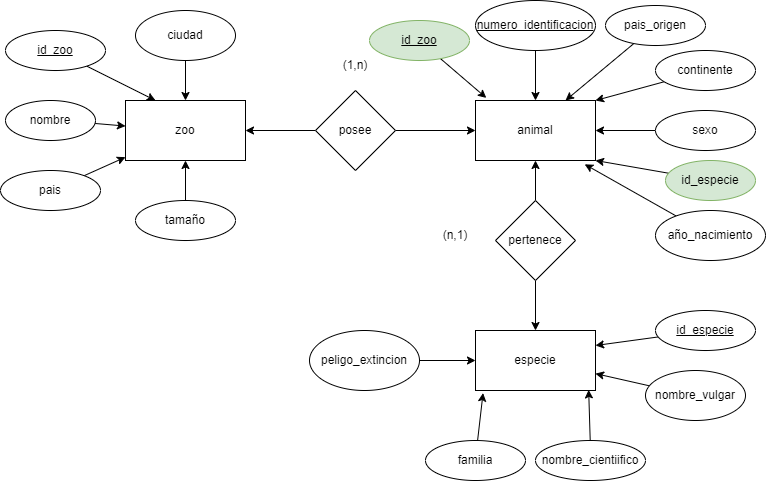 ciudad
id_zoo
nombre
pais
tamaño
zoo
(1,n)
posee
id_zoo
numero_identificacion
pais_origen
continente
sexo
id_especie
año_nacimiento
animal
(n,1)
pertenece
especie
peligo_extincion
id_especie
nombre_vulgar
familia
nombre_cientiifico